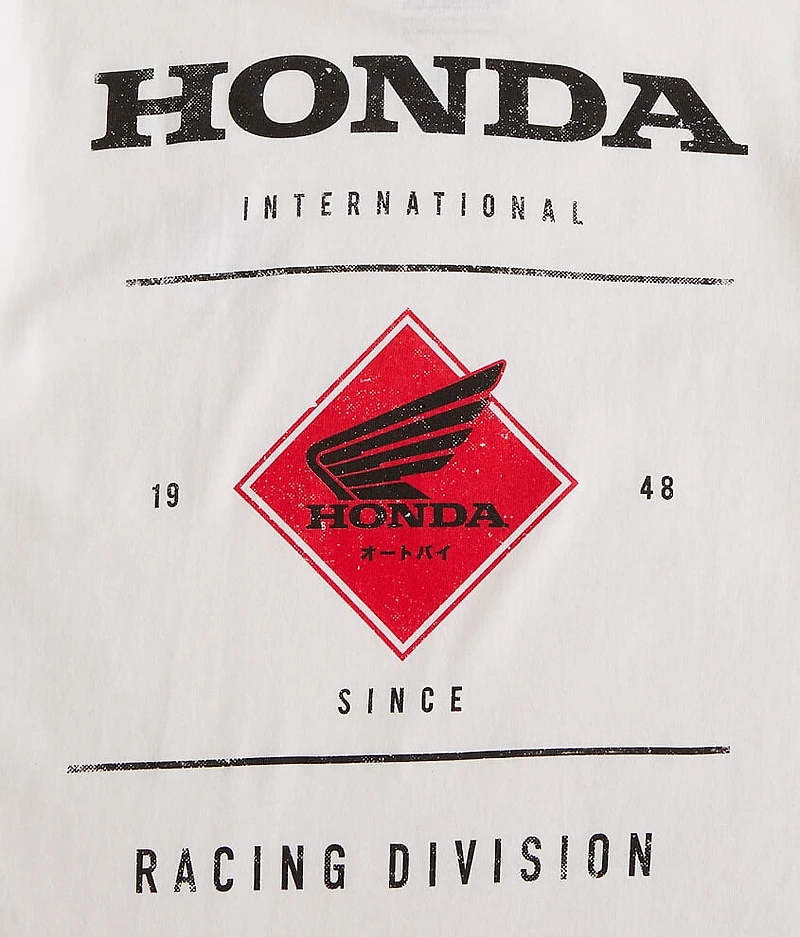 HONDA
INTERNATIONAL
19 48
HONDA
オートバイ
SINCE
RACING DIVISION